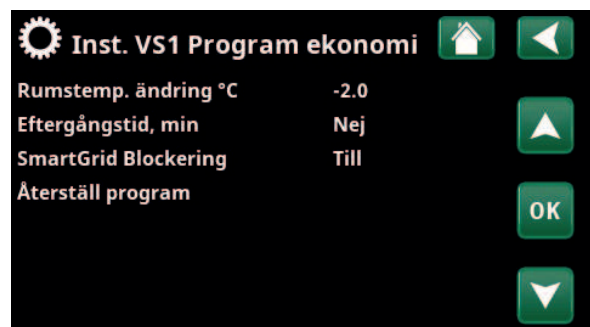 Inst. VS1 Program ekonomi
Rumstemp. ändring °C -2.0
Eftergångstid, min Nej
SmartGrid Blockering Till
Återställ program
OK